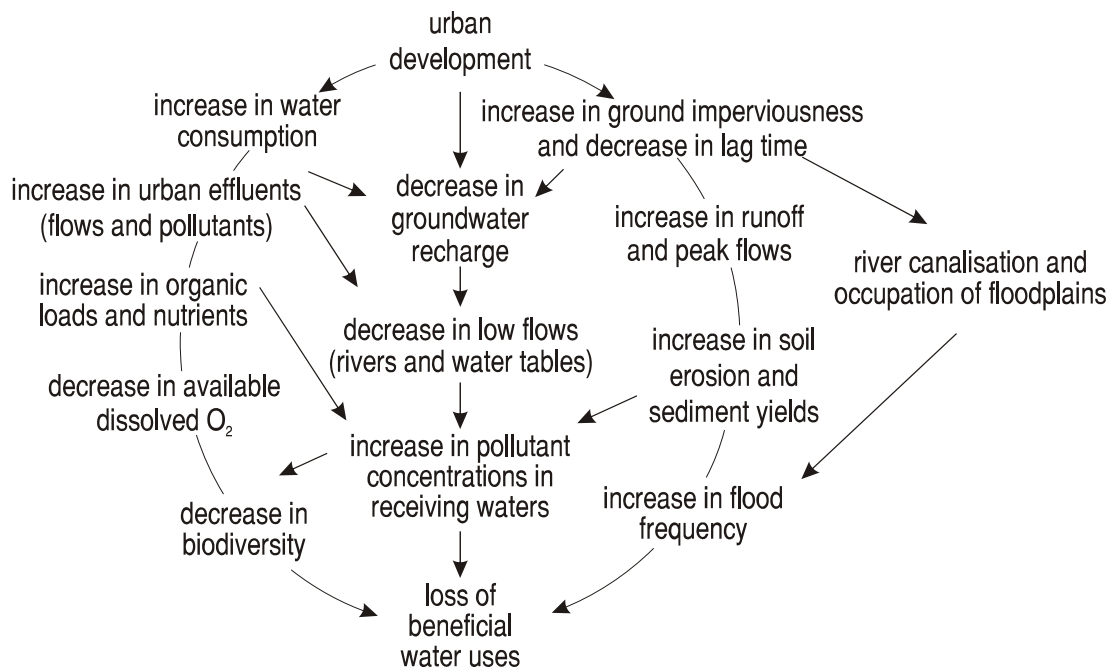 urban
development
increase in water
consumption
increase in ground imperviousness
and decrease in lag time
increase in urban effluents
(flows and pollutants)
decrease in
groundwater
recharge
increase in runoff
and peak flows
river canalisation and
occupation of floodplains
increase in organic
loads and nutrients
decrease in low flows
(rivers and water tables)
increase in soil
erosion and
sediment yields
decrease in available
dissolved O₂
increase in pollutant
concentrations in
receiving waters
increase in flood
frequency
decrease in
biodiversity
loss of
beneficial
water uses